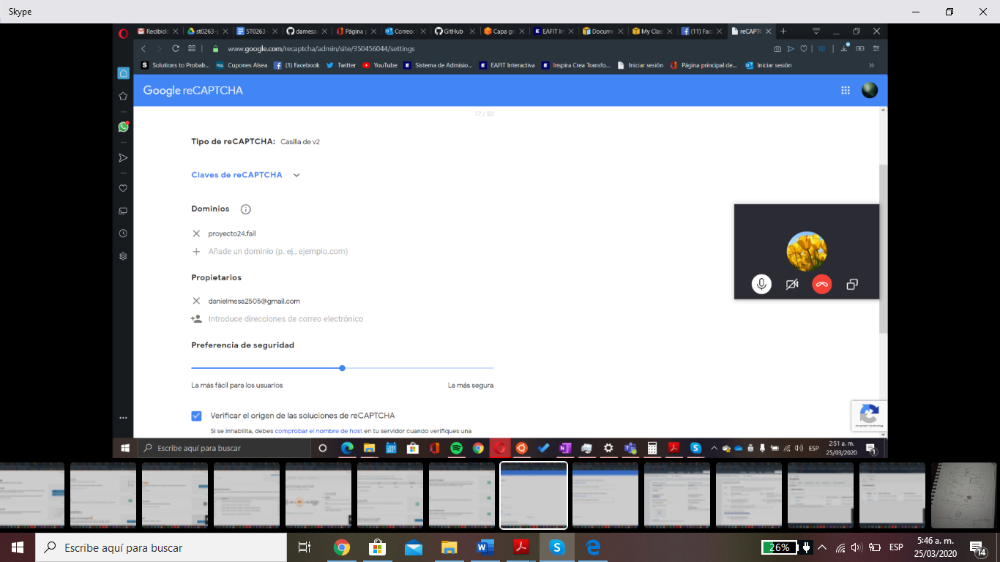 Skype
Recibido
st0263-p
ST0263-
damesa
Página p
Correo:
GitHub
Capa gra
EAFIT In
Docume
My Clas
(1) Fac
reCAPTC
www.google.com/recaptcha/admin/site/350456044/settings
Solutions to Probab...
Cupones Alsea
(1) Facebook
Twitter
YouTube
Sistema de Admisio...
EAFIT Interactiva
Inspira Crea Transfo...
Iniciar sesión
Página principal de...
Iniciar sesión
»
Google reCAPTCHA
17 / 50
Tipo de reCAPTCHA: Casilla de v2
Claves de reCAPTCHA
Dominios
proyecto24.fail
Añade un dominio (p. ej., ejemplo.com)
Propietarios
danielmesa2505@gmail.com
Introduce direcciones de correo electrónico
Preferencia de seguridad
La más fácil para los usuarios
La más segura
Verificar el origen de las soluciones de reCAPTCHA
Si se inhabilita, debes comprobar el nombre de host en tu servidor cuando verifiques una
Escribe aquí para buscar
ESP
2:51 a. m.
25/03/2020
1
Escribe aquí para buscar
26%
ESP
5:46 a. m.
25/03/2020
14